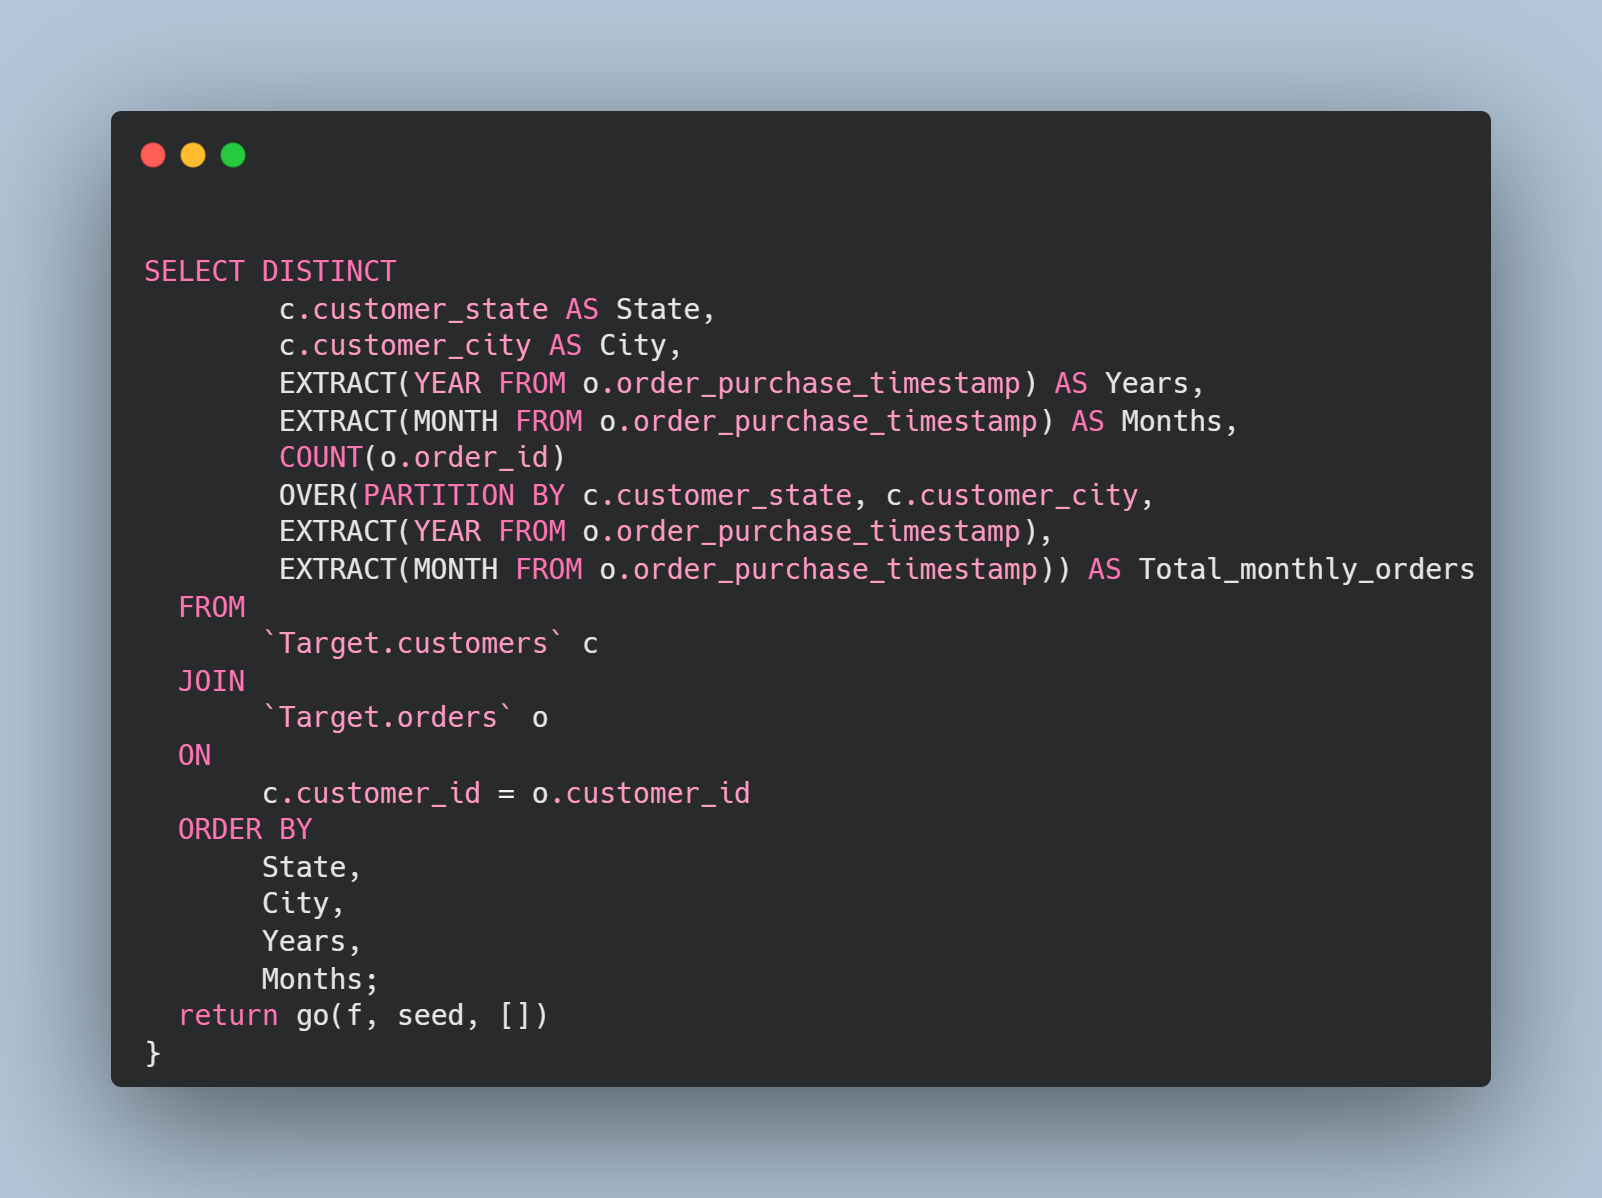 SELECT DISTINCT
        c.customer_state AS State,
        c.customer_city AS City,
        EXTRACT(YEAR FROM o.order_purchase_timestamp) AS Years,
        EXTRACT(MONTH FROM o.order_purchase_timestamp) AS Months,
        COUNT(o.order_id)
        OVER(PARTITION BY c.customer_state, c.customer_city,
        EXTRACT(YEAR FROM o.order_purchase_timestamp),
        EXTRACT(MONTH FROM o.order_purchase_timestamp)) AS Total_monthly_orders
  FROM
       `Target.customers` c
  JOIN
       `Target.orders` o
  ON
       c.customer_id = o.customer_id
  ORDER BY
       State,
       City,
       Years,
       Months;
  return go(f, seed, [])
}